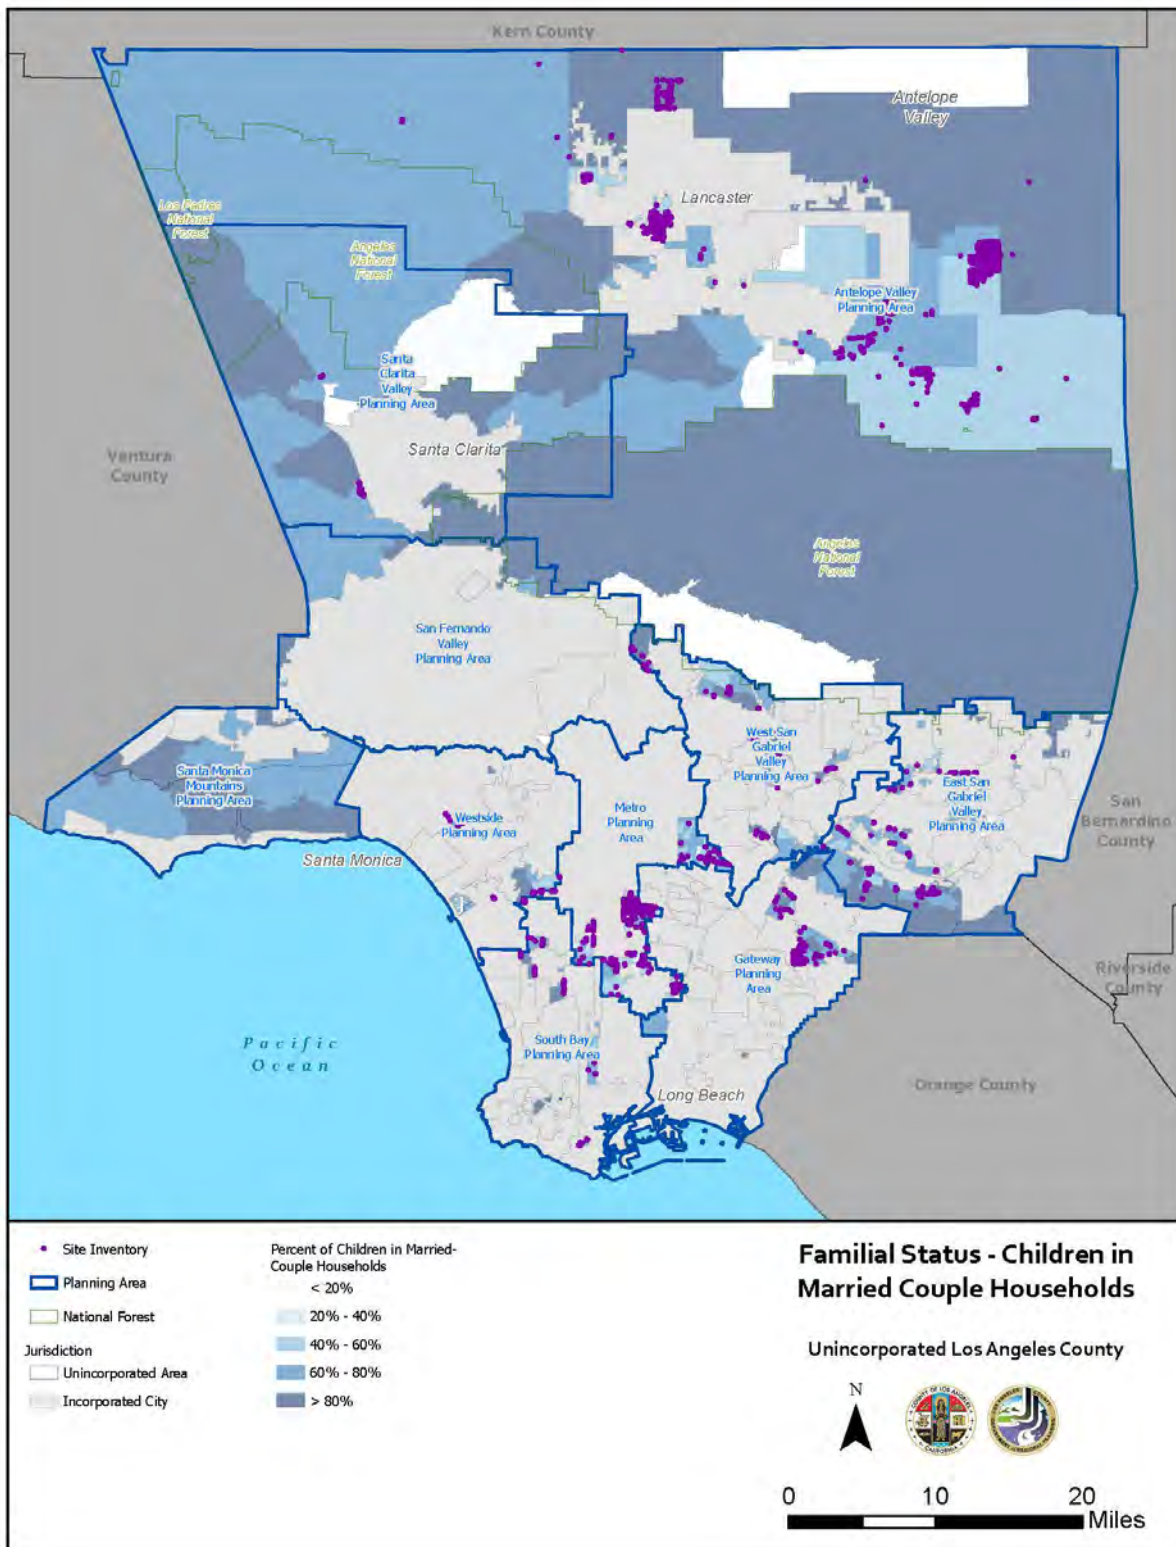 Kern County
Antelope
Valley
Lancaster
Los Padres
National
Forest
Angeles
National
Forest
Antelope Valley
Planning Area
Santa
Clarita
Valley
Planning Area
Santa Clarita
Ventura
County
Angeles
National
Forest
San Fernando
Valley
Planning Area
West San
Gabriel
Valley
Planning Area
Santa Monica
Mountains
Planning Area
East San
Gabriel
Valley
Planning Area
San
Bernardino
County
Metro
Planning
Area
Westside
Planning Area
Santa Monica
Gateway
Planning
Area
Riverside
County
Pacific
Ocean
South Bay
Planning Area
Orange County
Long Beach
Site Inventory
Planning Area
National Forest
Jurisdiction
Unincorporated Area
Incorporated City
Percent of Children in Married-
Couple Households
< 20%
20% - 40%
40% - 60%
60% - 80%
> 80%
Familial Status - Children in
Married Couple Households
Unincorporated Los Angeles County
N
COUNTY OF LOS ANGELES
CALIFORNIA
0 10 20
Miles